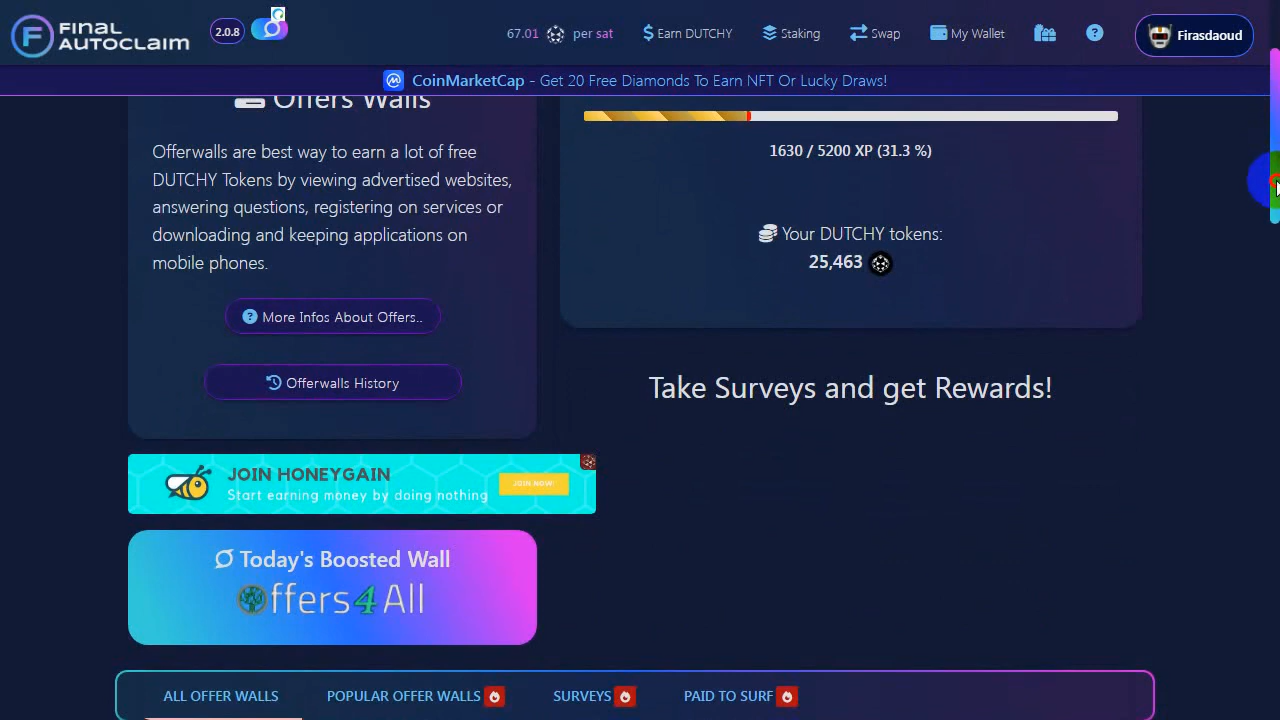 FINAL
AUTOCLAIM
2.0.8
67.01 per sat
Earn DUTCHY
Staking
Swap
My Wallet
Firasdaoud
CoinMarketCap - Get 20 Free Diamonds To Earn NFT Or Lucky Draws!
Offers Walls
Offerwalls are best way to earn a lot of free
DUTCHY Tokens by viewing advertised websites,
answering questions, registering on services or
downloading and keeping applications on
mobile phones.
More Infos About Offers..
Offerwalls History
1630 / 5200 XP (31.3 %)
Your DUTCHY tokens:
25,463
Take Surveys and get Rewards!
JOIN HONEYGAIN
Start earning money by doing nothing
JOIN NOW!
Today's Boosted Wall
Offers4All
ALL OFFER WALLS
POPULAR OFFER WALLS
SURVEYS
PAID TO SURF